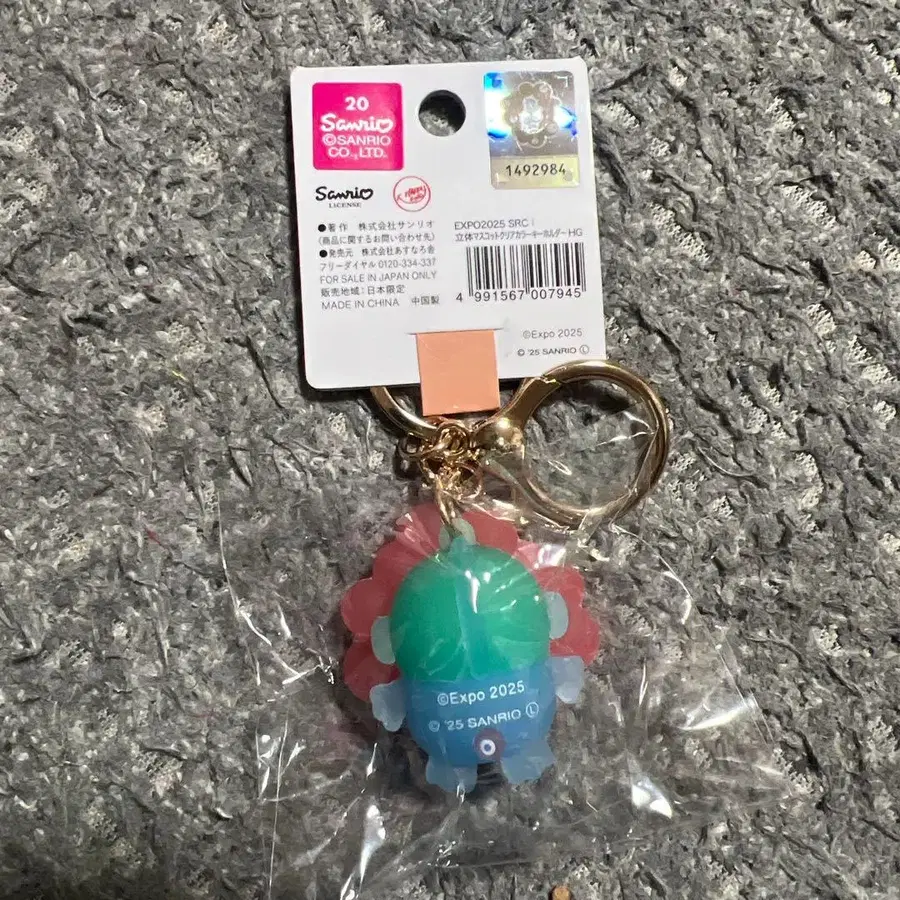 20
Sanrio
©SANRIO
CO., LTD.
1492984
Sanrio
LICENSE
●著作 株式会社サンリオ
(商品に関するお問い合わせ先)
●発売元 株式会社あすなろ舎
フリーダイヤル 0120-334-337
FOR SALE IN JAPAN ONLY
販売地域:日本限定
MADE IN CHINA 中国製
EXPO2025 SRC
立体マスコットクリアカラーキーホルダー HG
4 991567 007945
©Expo 2025
© '25 SANRIO Ⓛ
©Expo 2025
© '25 SANRIO Ⓛ